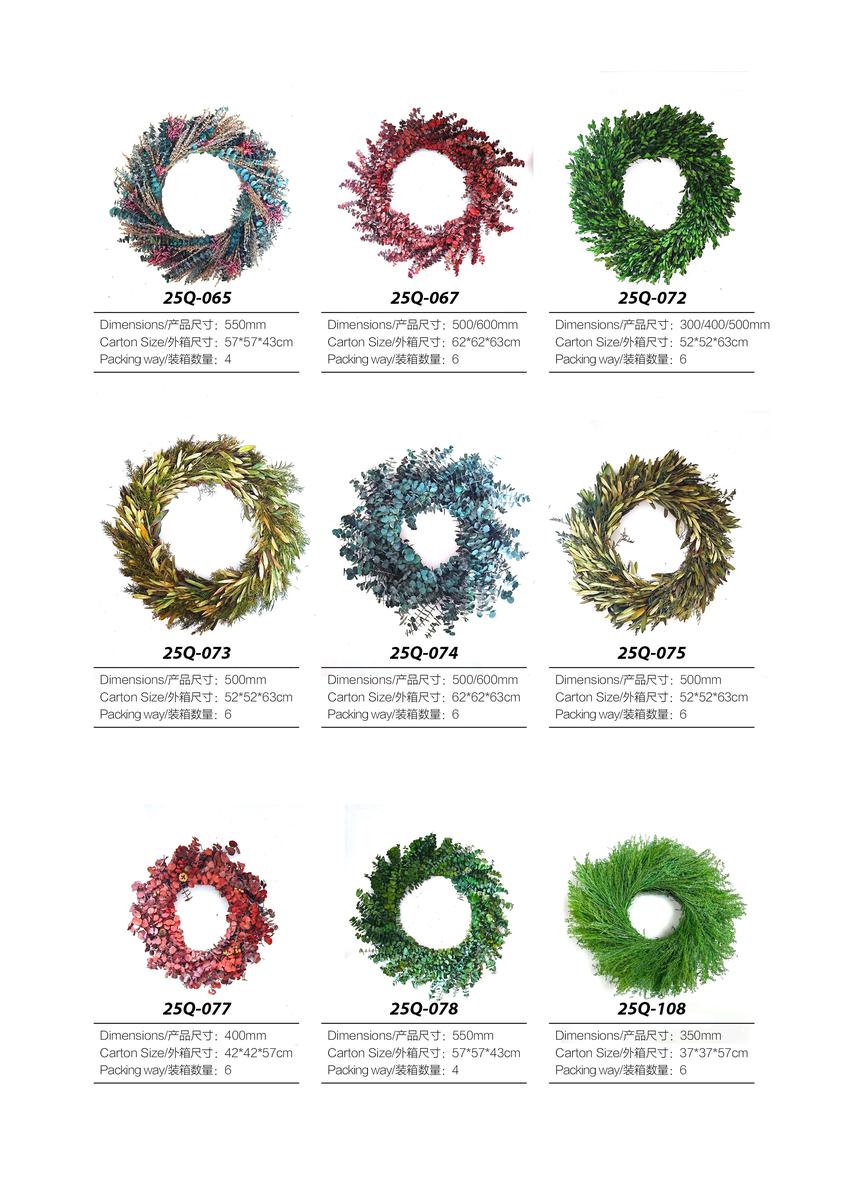 25Q-065
Dimensions/产品尺寸：550mm
Carton Size/外箱尺寸：57*57*43cm
Packing way/装箱数量：4
25Q-067
Dimensions/产品尺寸：500/600mm
Carton Size/外箱尺寸：62*62*63cm
Packing way/装箱数量：6
25Q-072
Dimensions/产品尺寸：300/400/500mm
Carton Size/外箱尺寸：52*52*63cm
Packing way/装箱数量：6
25Q-073
Dimensions/产品尺寸：500mm
Carton Size/外箱尺寸：52*52*63cm
Packing way/装箱数量：6
25Q-074
Dimensions/产品尺寸：500/600mm
Carton Size/外箱尺寸：62*62*63cm
Packing way/装箱数量：6
25Q-075
Dimensions/产品尺寸：500mm
Carton Size/外箱尺寸：52*52*63cm
Packing way/装箱数量：6
25Q-077
Dimensions/产品尺寸：400mm
Carton Size/外箱尺寸：42*42*57cm
Packing way/装箱数量：6
25Q-078
Dimensions/产品尺寸：550mm
Carton Size/外箱尺寸：57*57*43cm
Packing way/装箱数量：4
25Q-108
Dimensions/产品尺寸：350mm
Carton Size/外箱尺寸：37*37*57cm
Packing way/装箱数量：6